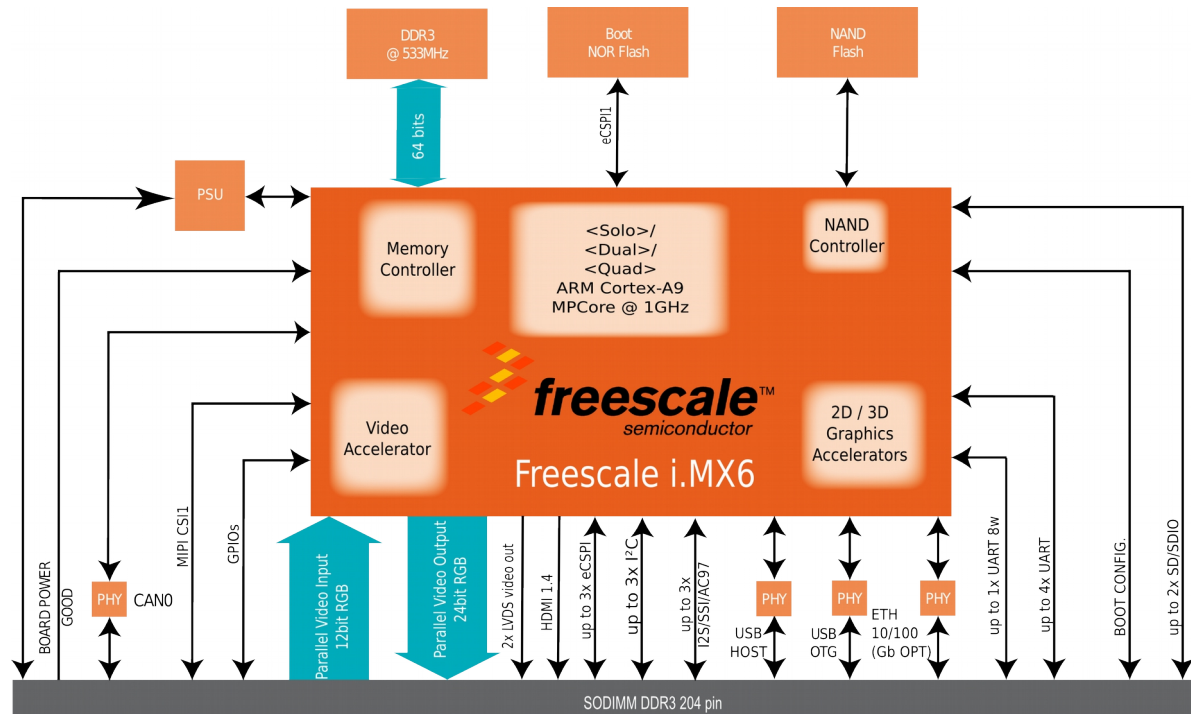 DDR3
@ 533MHz
Boot
NOR Flash
NAND
Flash
64 bits
eCSPI1
PSU
Memory
Controller
<Solo>/
<Dual>/
<Quad>
ARM Cortex-A9
MPCore @ 1GHz
NAND
Controller
freescale™
semiconductor
Freescale i.MX6
Video
Accelerator
2D / 3D
Graphics
Accelerators
BOARD POWER
GOOD
PHY
CAN0
MIPI CSI1
GPIOs
Parallel Video Input
12bit RGB
Parallel Video Output
24bit RGB
2x LVDS video out
HDMI 1.4
up to 3x eCSPI
up to 3x I²C
up to 3x
I2S/SSI/AC97
PHY
USB
HOST
PHY
USB
OTG
PHY
ETH
10/100
(Gb OPT)
up to 1x UART 8w
up to 4x UART
BOOT CONFIG.
up to 2x SD/SDIO
SODIMM DDR3 204 pin